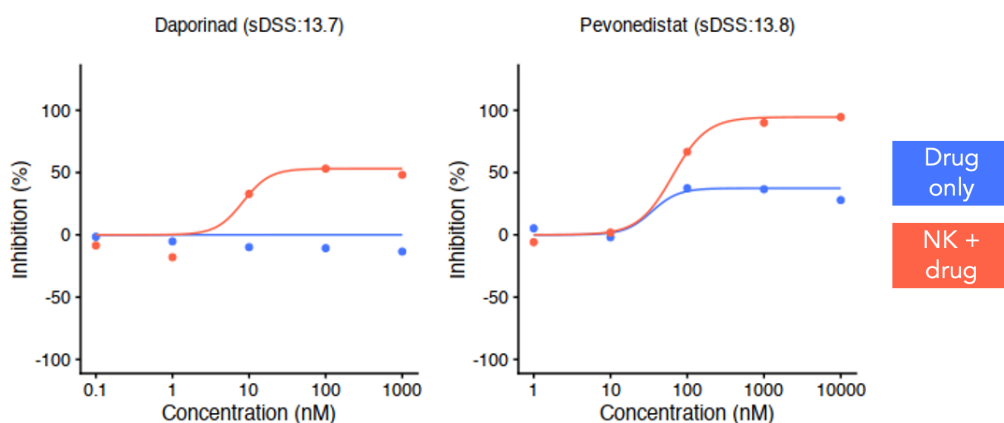 Daporinad (sDSS:13.7)
Inhibition (%)
100
50
0
-50
-100
0.1 1 10 100 1000
Concentration (nM)
Pevonedistat (sDSS:13.8)
Inhibition (%)
100
50
0
-50
-100
1 10 100 1000 10000
Concentration (nM)
Drug
only
NK +
drug